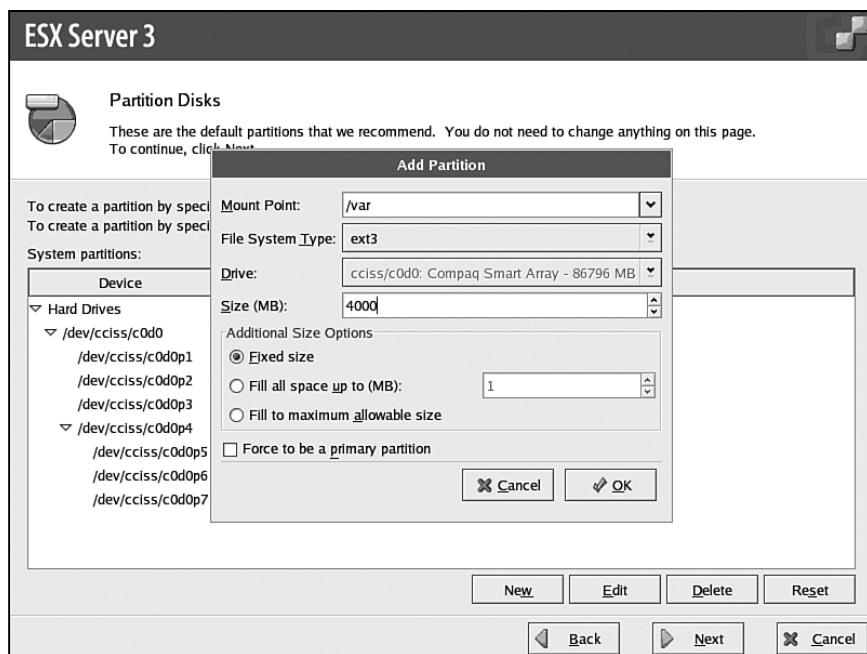 ESX Server 3
Partition Disks
These are the default partitions that we recommend. You do not need to change anything on this page.
To continue, click Next
Add Partition
To create a partition by speci
To create a partition by speci
System partitions:
Device
Hard Drives
/dev/cciss/c0d0
/dev/cciss/c0d0p1
/dev/cciss/c0d0p2
/dev/cciss/c0d0p3
/dev/cciss/c0d0p4
/dev/cciss/c0d0p5
/dev/cciss/c0d0p6
/dev/cciss/c0d0p7
Mount Point: /var
File System Type: ext3
Drive: cciss/c0d0: Compaq Smart Array - 86796 MB
Size (MB): 4000
Additional Size Options
Fixed size
Fill all space up to (MB): 1
Fill to maximum allowable size
Force to be a primary partition
Cancel OK
New Edit Delete Reset
Back Next Cancel